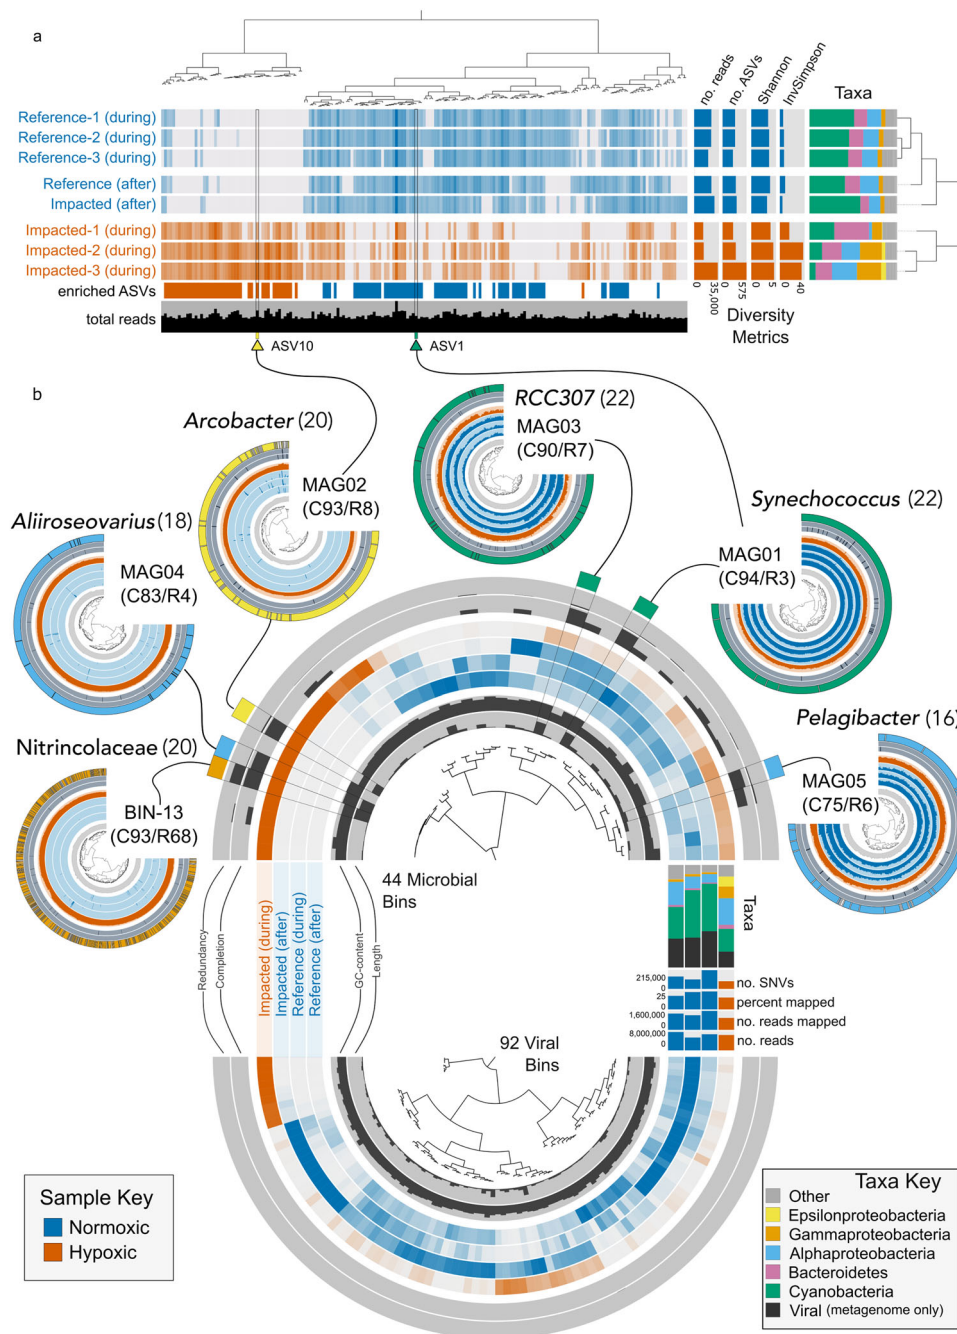 a
no. reads
no. ASVs
Shannon
InvSimpson
Taxa
Reference-1 (during)
Reference-2 (during)
Reference-3 (during)
Reference (after)
Impacted (after)
Impacted-1 (during)
Impacted-2 (during)
Impacted-3 (during)
enriched ASVs
total reads
0
35,000
0
575
0
5
0
40
Diversity
Metrics
ASV10
ASV1
b
Arcobacter (20)
MAG02
(C93/R8)
RCC307 (22)
MAG03
(C90/R7)
Synechococcus (22)
MAG01
(C94/R3)
Aliiroseovarius (18)
MAG04
(C83/R4)
Nitrincolaceae (20)
BIN-13
(C93/R68)
Pelagibacter (16)
MAG05
(C75/R6)
44 Microbial
Bins
Redundancy
Completion
Impacted (during)
Impacted (after)
Reference (during)
Reference (after)
GC-content
Length
Taxa
215,000
0
no. SNVs
25
0
percent mapped
1,600,000
0
no. reads mapped
8,000,000
0
no. reads
92 Viral
Bins
Sample Key
Normoxic
Hypoxic
Taxa Key
Other
Epsilonproteobacteria
Gammaproteobacteria
Alphaproteobacteria
Bacteroidetes
Cyanobacteria
Viral (metagenome only)